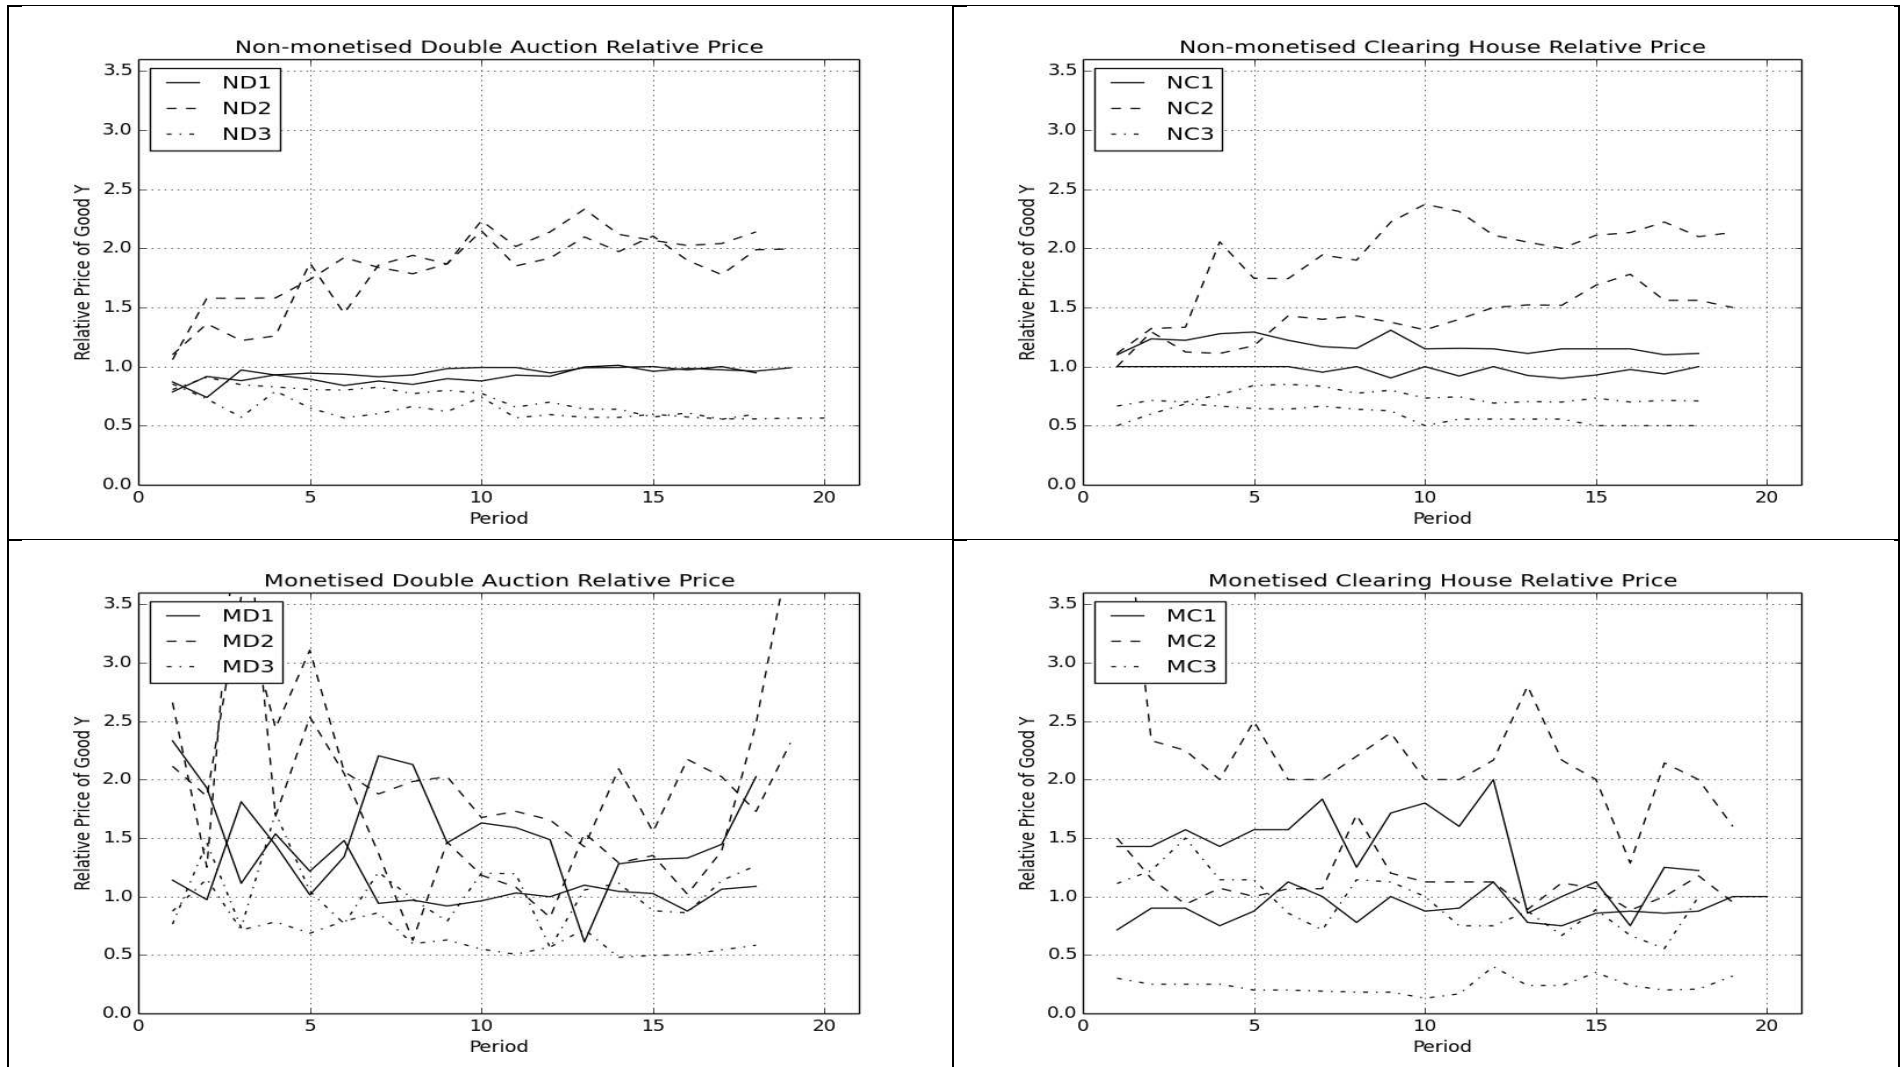 Non-monetised Double Auction Relative Price
ND1
ND2
ND3
Relative Price of Good Y
3.5
3.0
2.5
2.0
1.5
1.0
0.5
0.0
0 5 10 15 20
Period
Non-monetised Clearing House Relative Price
NC1
NC2
NC3
Relative Price of Good Y
3.5
3.0
2.5
2.0
1.5
1.0
0.5
0.0
0 5 10 15 20
Period
Monetised Double Auction Relative Price
MD1
MD2
MD3
Relative Price of Good Y
3.5
3.0
2.5
2.0
1.5
1.0
0.5
0.0
0 5 10 15 20
Period
Monetised Clearing House Relative Price
MC1
MC2
MC3
Relative Price of Good Y
3.5
3.0
2.5
2.0
1.5
1.0
0.5
0.0
0 5 10 15 20
Period